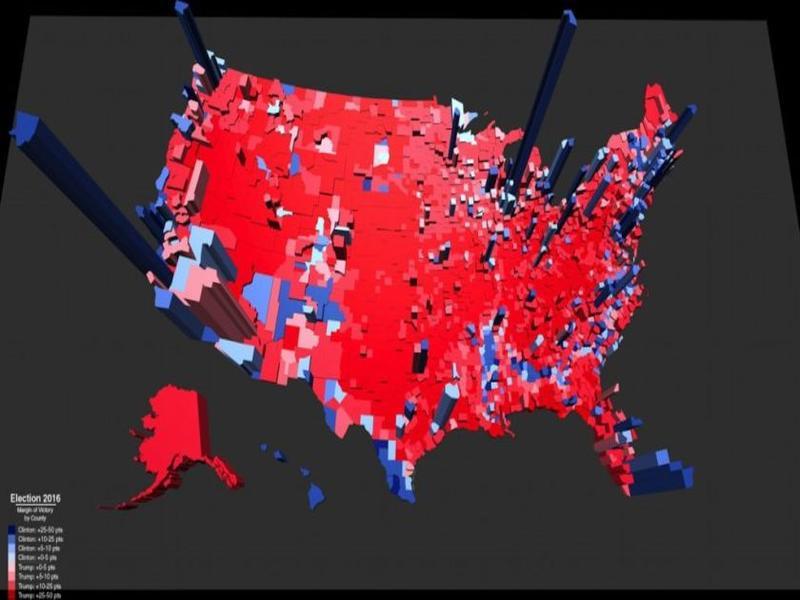 Election 2016
Margin of Victory
by County
Clinton: +25-50 pts
Clinton: +10-25 pts
Clinton: +5-10 pts
Clinton: +0-5 pts
Trump: +0-5 pts
Trump: +5-10 pts
Trump: +10-25 pts
Trump: +25-50 pts